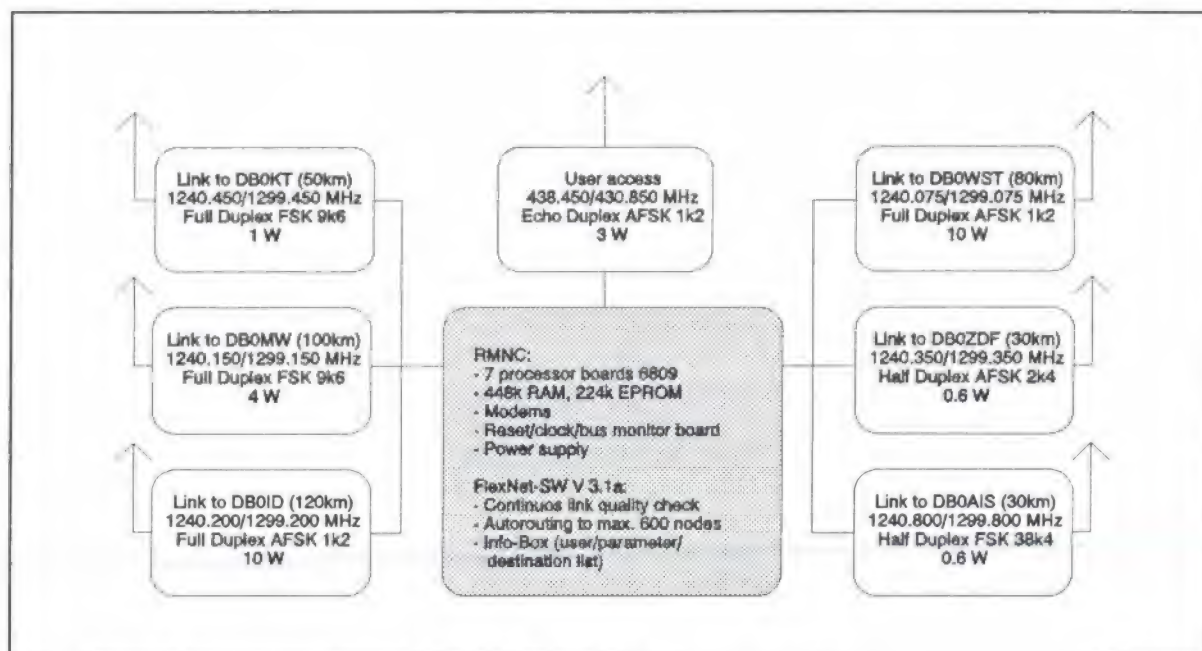 Link to DB0KT (50km)
1240.450/1299.450 MHz
Full Duplex FSK 9k6
1 W
Link to DB0MW (100km)
1240.150/1299.150 MHz
Full Duplex FSK 9k6
4 W
Link to DB0ID (120km)
1240.200/1299.200 MHz
Full Duplex AFSK 1k2
10 W
User access
438.450/430.850 MHz
Echo Duplex AFSK 1k2
3 W
RMNC:
- 7 processor boards 6809
- 448k RAM, 224k EPROM
- Modems
- Reset/clock/bus monitor board
- Power supply
FlexNet-SW V 3.1a:
- Continuos link quality check
- Autorouting to max. 600 nodes
- Info-Box (user/parameter/
destination list)
Link to DB0WST (80km)
1240.075/1299.075 MHz
Full Duplex AFSK 1k2
10 W
Link to DB0ZDF (30km)
1240.350/1299.350 MHz
Half Duplex AFSK 2k4
0.6 W
Link to DB0AIS (30km)
1240.800/1299.800 MHz
Half Duplex FSK 38k4
0.6 W